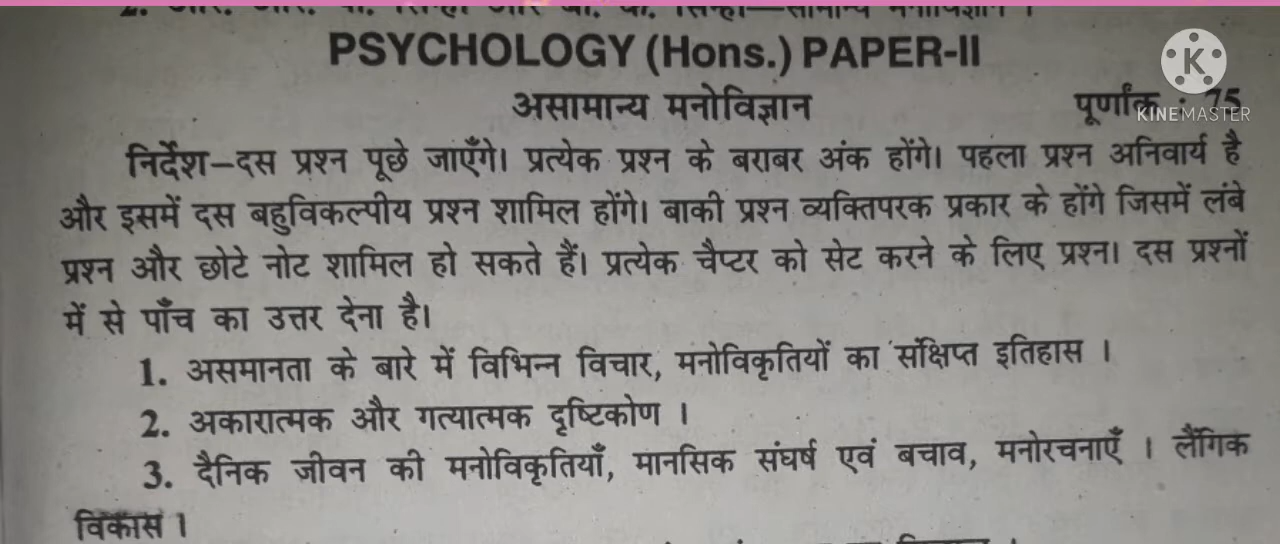 PSYCHOLOGY (Hons.) PAPER-II
K
असामान्य मनोविज्ञान पूर्णांक : 75
KINEMASTER
निर्देश–दस प्रश्न पूछे जाएँगे। प्रत्येक प्रश्न के बराबर अंक होंगे। पहला प्रश्न अनिवार्य है
और इसमें दस बहुविकल्पीय प्रश्न शामिल होंगे। बाकी प्रश्न व्यक्तिपरक प्रकार के होंगे जिसमें लंबे
प्रश्न और छोटे नोट शामिल हो सकते हैं। प्रत्येक चैप्टर को सेट करने के लिए प्रश्न। दस प्रश्नों
में से पाँच का उत्तर देना है।
1. असमानता के बारे में विभिन्न विचार, मनोविकृतियों का संक्षिप्त इतिहास ।
2. अकारात्मक और गत्यात्मक दृष्टिकोण ।
3. दैनिक जीवन की मनोविकृतियाँ, मानसिक संघर्ष एवं बचाव, मनोरचनाएँ । लैंगिक
विकास ।